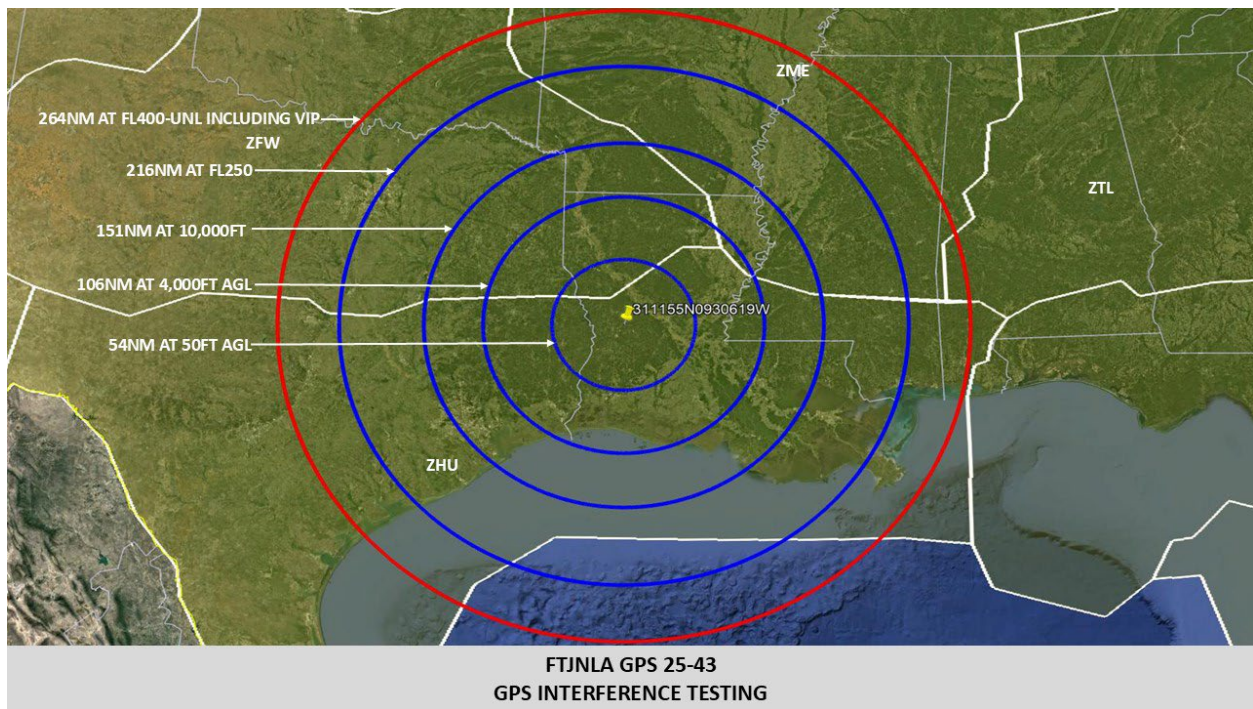 ZME
264NM AT FL400-UNL INCLUDING VIP
ZFW
216NM AT FL250
ZTL
151NM AT 10,000FT
106NM AT 4,000FT AGL
311155N0930619W
54NM AT 50FT AGL
ZHU
FTJNLA GPS 25-43
GPS INTERFERENCE TESTING